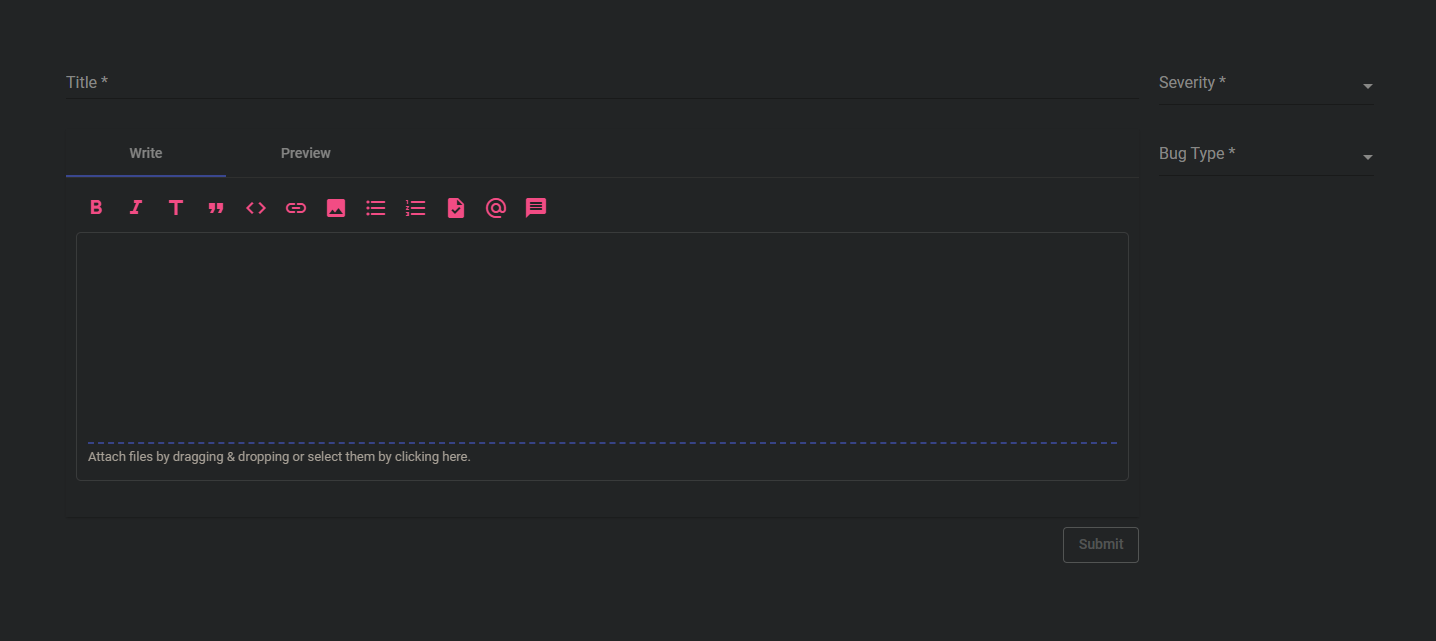 Title *
Severity *
Write
Preview
Bug Type *
Attach files by dragging & dropping or select them by clicking here.
Submit